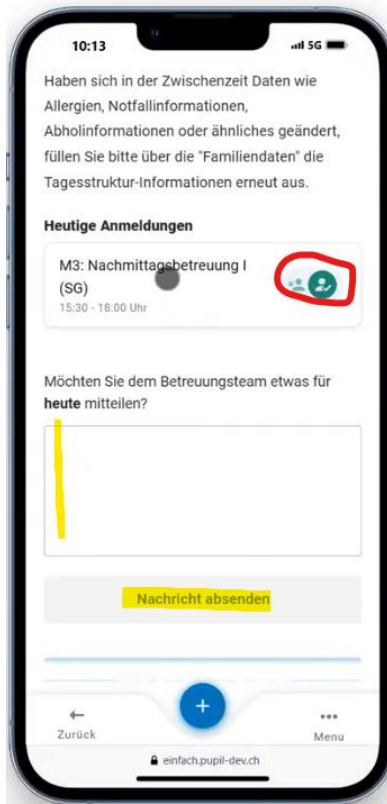 10:13
5G
Haben sich in der Zwischenzeit Daten wie
Allergien, Notfallinformationen,
Abholinformationen oder ähnliches geändert,
füllen Sie bitte über die "Familiendaten" die
Tagesstruktur-Informationen erneut aus.
Heutige Anmeldungen
M3: Nachmittagsbetreuung I
(SG)
15:30 - 18:00 Uhr
Möchten Sie dem Betreuungsteam etwas für
heute mitteilen?
Nachricht absenden
Zurück
Menu
einfach.pupil-dev.ch